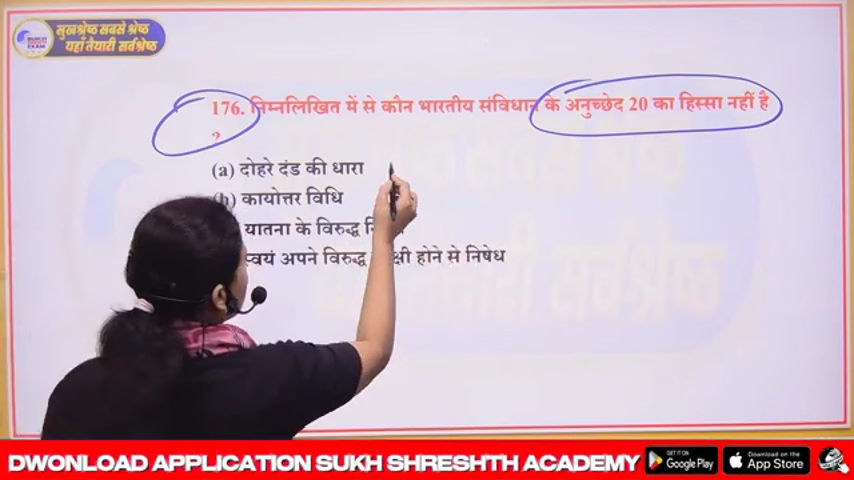 सुखश्रेष्ठ सबसे श्रेष्ठ
यहाँ तैयारी सर्वश्रेष्ठ
176. निम्नलिखित में से कौन भारतीय संविधान के अनुच्छेद 20 का हिस्सा नहीं है
?
(a) दोहरे दंड की धारा
(b) कायोत्तर विधि
यातना के विरुद्ध
स्वयं अपने विरुद्ध होने से निषेध
DWONLOAD APPLICATION SUKH SHRESHTH ACADEMY
GET IT ON
Google Play
Download on the
App Store